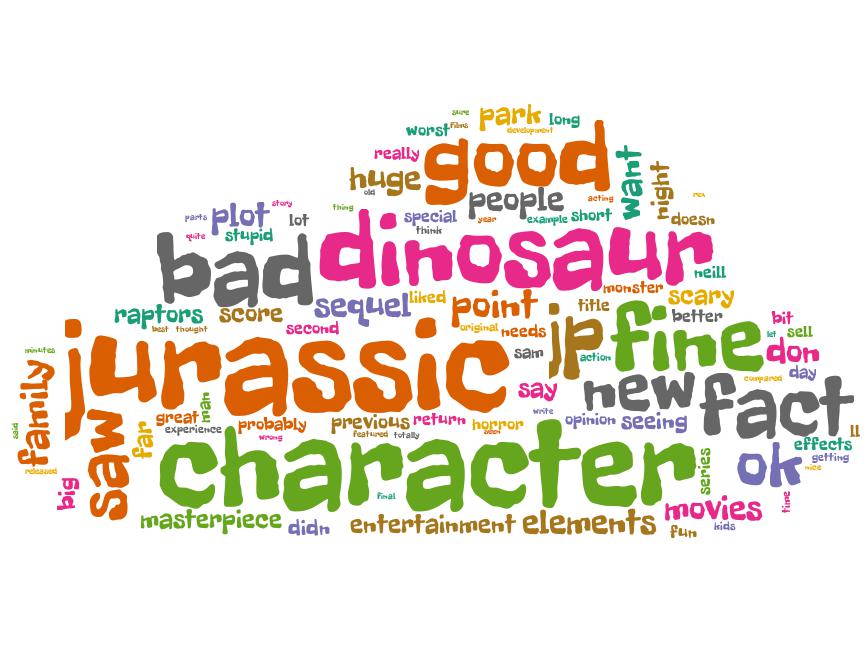 sure
park
long
worst
films
development
good
really
huge
old
people
acting
want
night
rex
story
parts
plot
lot
thing
special
year
example
short
doesn
quite
stupid
think
bad
dinosaur
neill
monster
scary
raptors
score
sequel
liked
point
title
better
best
thought
second
original
needs
jp
fine
bit
let
sell
minutes
jurassic
sam
action
don
day
compared
family
say
new
fact
saw
far
great
man
experience
probably
wrong
previous
featured
totally
return
horror
seen
write
opinion
seeing
ll
effects
getting
nice
said
released
big
character
series
ok
time
final
masterpiece
didn
entertainment
elements
movies
fun
kids